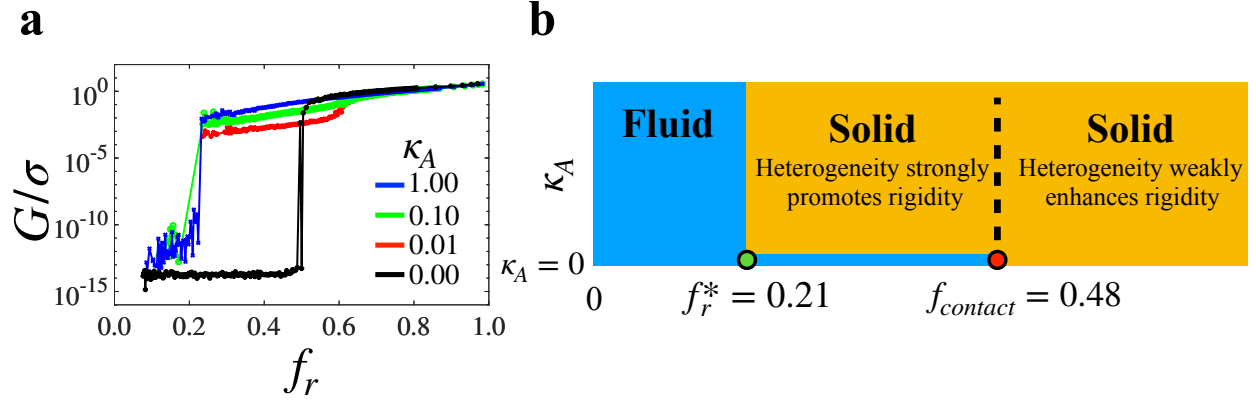 a
G/σ
10⁰
10⁻⁵
10⁻¹⁰
10⁻¹⁵
0.0 0.2 0.4 0.6 0.8 1.0
f_r
κ_A
1.00
0.10
0.01
0.00
b
κ_A
κ_A = 0
Fluid
Solid
Heterogeneity strongly
promotes rigidity
Solid
Heterogeneity weakly
enhances rigidity
0
f_r^* = 0.21
f_contact = 0.48